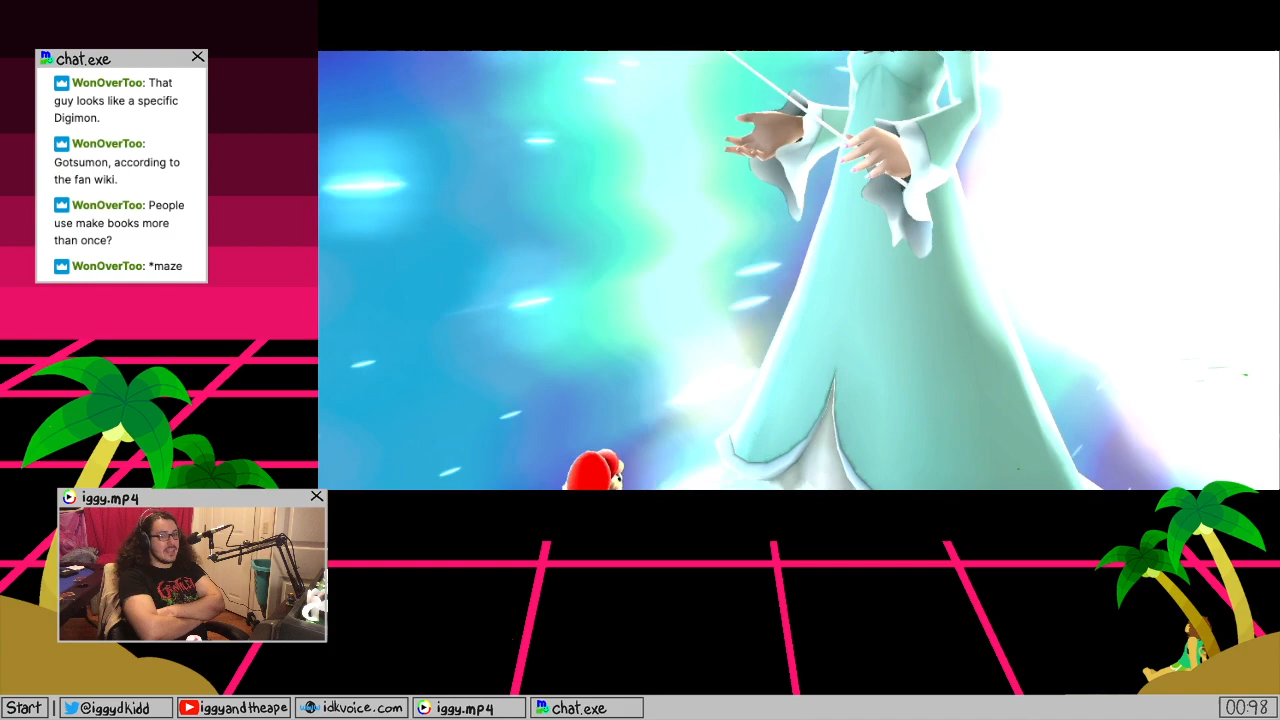 chat.exe
WonOverToo: That
guy looks like a specific
Digimon.
WonOverToo:
Gotsumon, according to
the fan wiki.
WonOverToo: People
use make books more
than once?
WonOverToo: *maze
iggy.mp4
Start | @iggydkidd iggyandtheape idkvoice.com iggy.mp4 chat.exe 00:98